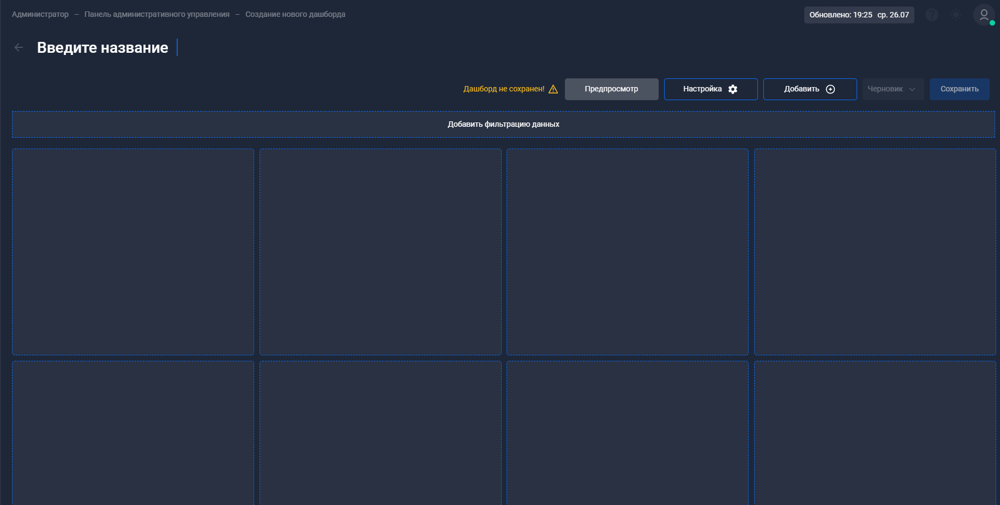 Администратор – Панель административного управления – Создание нового дашборда
Обновлено: 19:25 ср. 26.07
Введите название
Дашборд не сохранен!
Предпросмотр
Настройка
Добавить
Черновик
Сохранить
Добавить фильтрацию данных